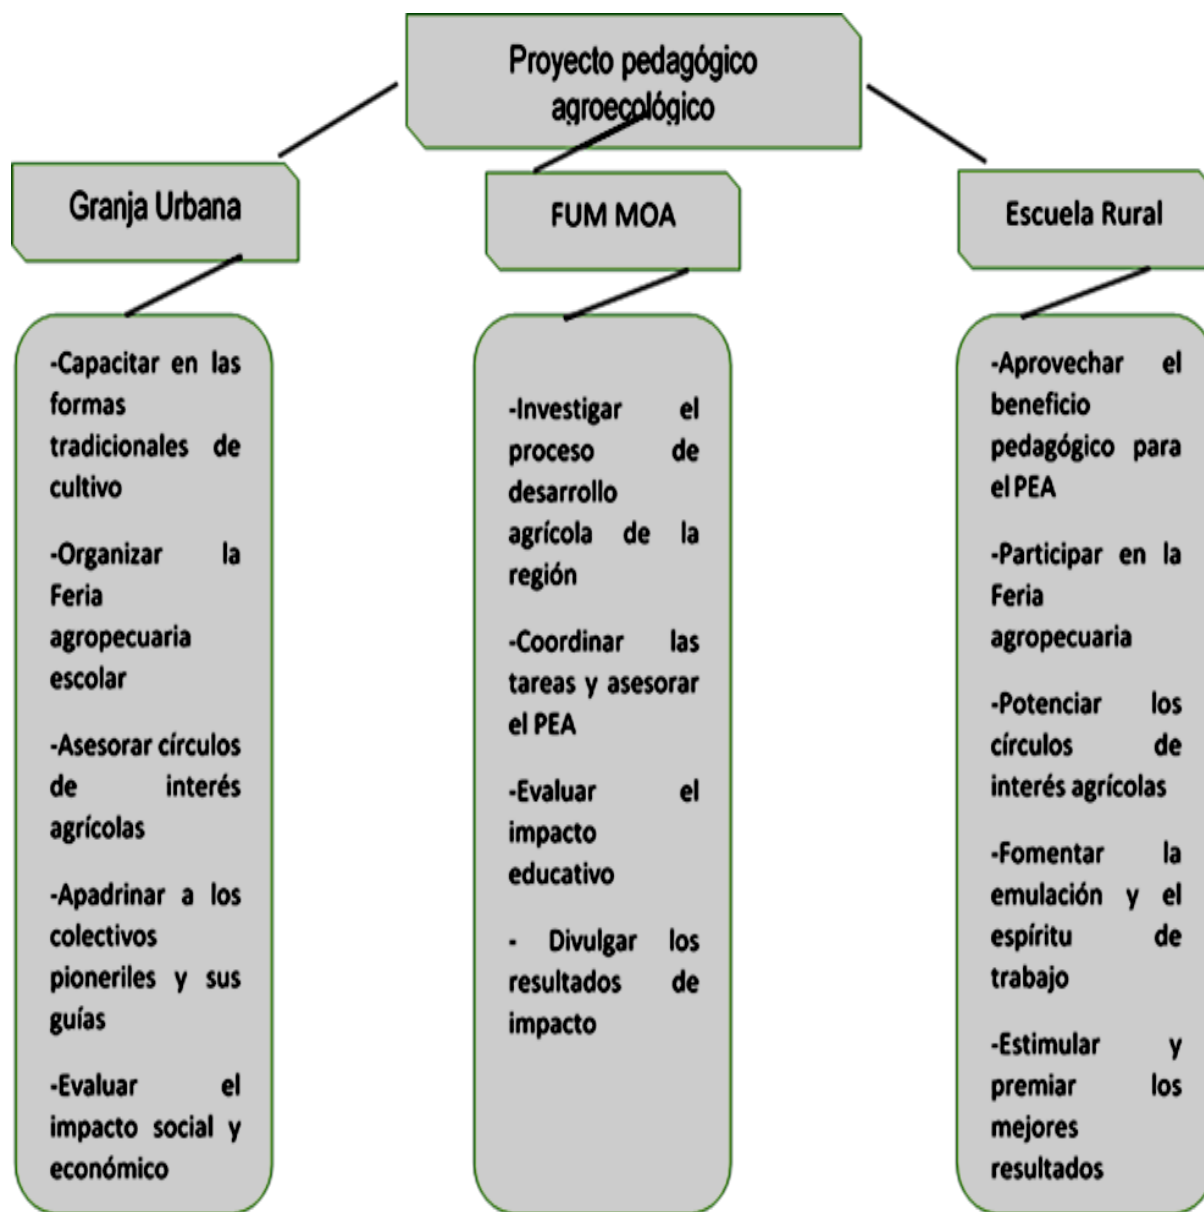 Proyecto pedagógico
agroecológico
Granja Urbana
FUM MOA
Escuela Rural
-Capacitar en las
formas
tradicionales de
cultivo
-Organizar la
Feria
agropecuaria
escolar
-Asesorar círculos
de interés
agrícolas
-Apadrinar a los
colectivos
pioneriles y sus
guías
-Evaluar el
impacto social y
económico
-Investigar el
proceso de
desarrollo
agrícola de la
región
-Coordinar las
tareas y asesorar
el PEA
-Evaluar el
impacto
educativo
- Divulgar los
resultados de
impacto
-Aprovechar el
beneficio
pedagógico para
el PEA
-Participar en la
Feria
agropecuaria
-Potenciar los
círculos de
interés agrícolas
-Fomentar la
emulación y el
espíritu de
trabajo
-Estimular y
premiar los
mejores
resultados